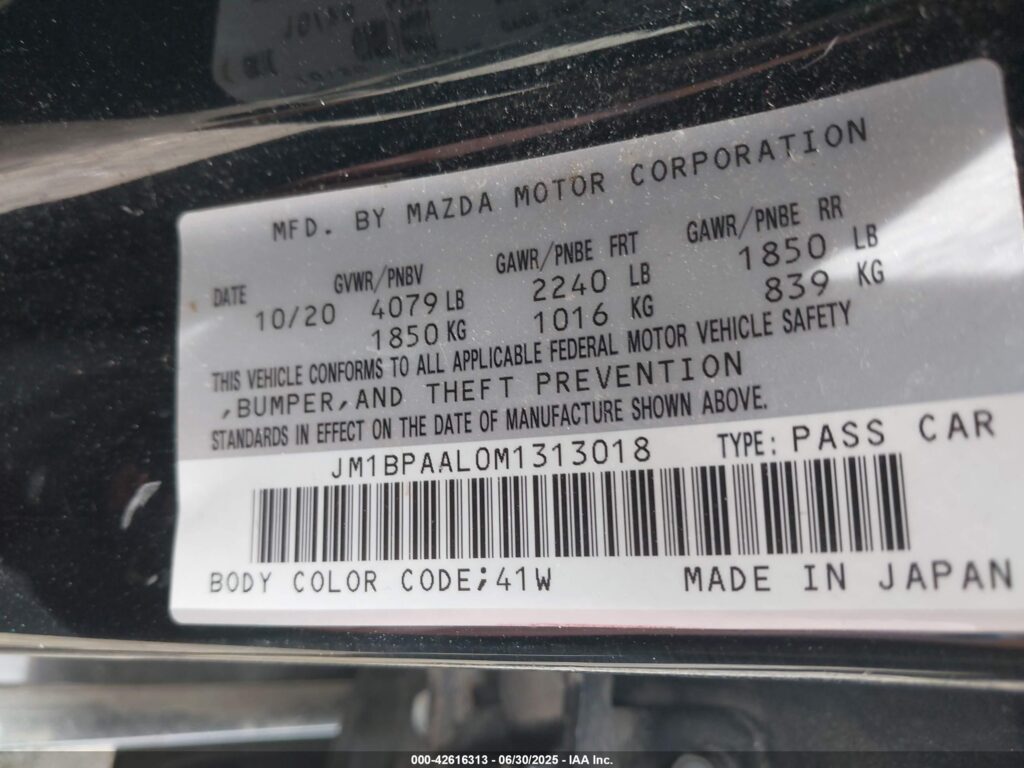 MFD. BY MAZDA MOTOR CORPORATION
DATE GVWR/PNBV GAWR/PNBE FRT GAWR/PNBE RR
10/20 4079 LB 2240 LB 1850 LB
1850 KG 1016 KG 839 KG
THIS VEHICLE CONFORMS TO ALL APPLICABLE FEDERAL MOTOR VEHICLE SAFETY
,BUMPER,AND THEFT PREVENTION
STANDARDS IN EFFECT ON THE DATE OF MANUFACTURE SHOWN ABOVE.
JM1BPAAL0M1313018 TYPE: PASS CAR
BODY COLOR CODE;41W MADE IN JAPAN
000-42616313 - 06/30/2025 - IAA Inc.